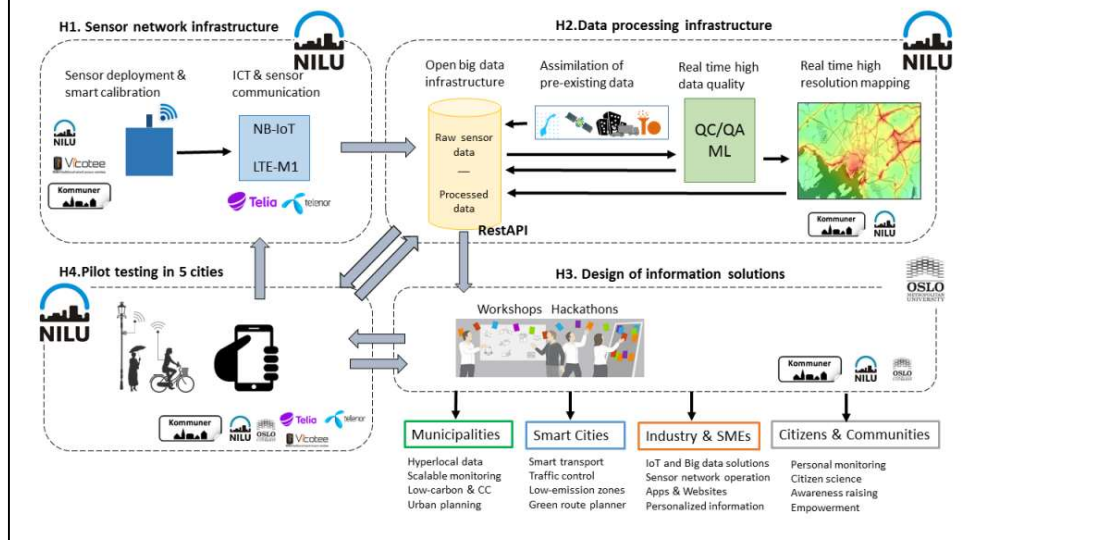 H1. Sensor network infrastructure
NILU
Sensor deployment &
smart calibration
ICT & sensor
communication
NILU
Vicotee
Kommuner
NB-IoT
LTE-M1
Telia
telenor
H2.Data processing infrastructure
NILU
Open big data
infrastructure
Assimilation of
pre-existing data
Real time high
data quality
Real time high
resolution mapping
Raw sensor
data
—
Processed
data
QC/QA
ML
Kommuner
NILU
RestAPI
H4.Pilot testing in 5 cities
NILU
Kommuner
NILU
OSLO
Telia
telenor
Vicotee
H3. Design of information solutions
OSLO
METROPOLITAN
UNIVERSITY
Workshops Hackathons
Kommuner
NILU
OSLO
Municipalities
Hyperlocal data
Scalable monitoring
Low-carbon & CC
Urban planning
Smart Cities
Smart transport
Traffic control
Low-emission zones
Green route planner
Industry & SMEs
IoT and Big data solutions
Sensor network operation
Apps & Websites
Personalized information
Citizens & Communities
Personal monitoring
Citizen science
Awareness raising
Empowerment